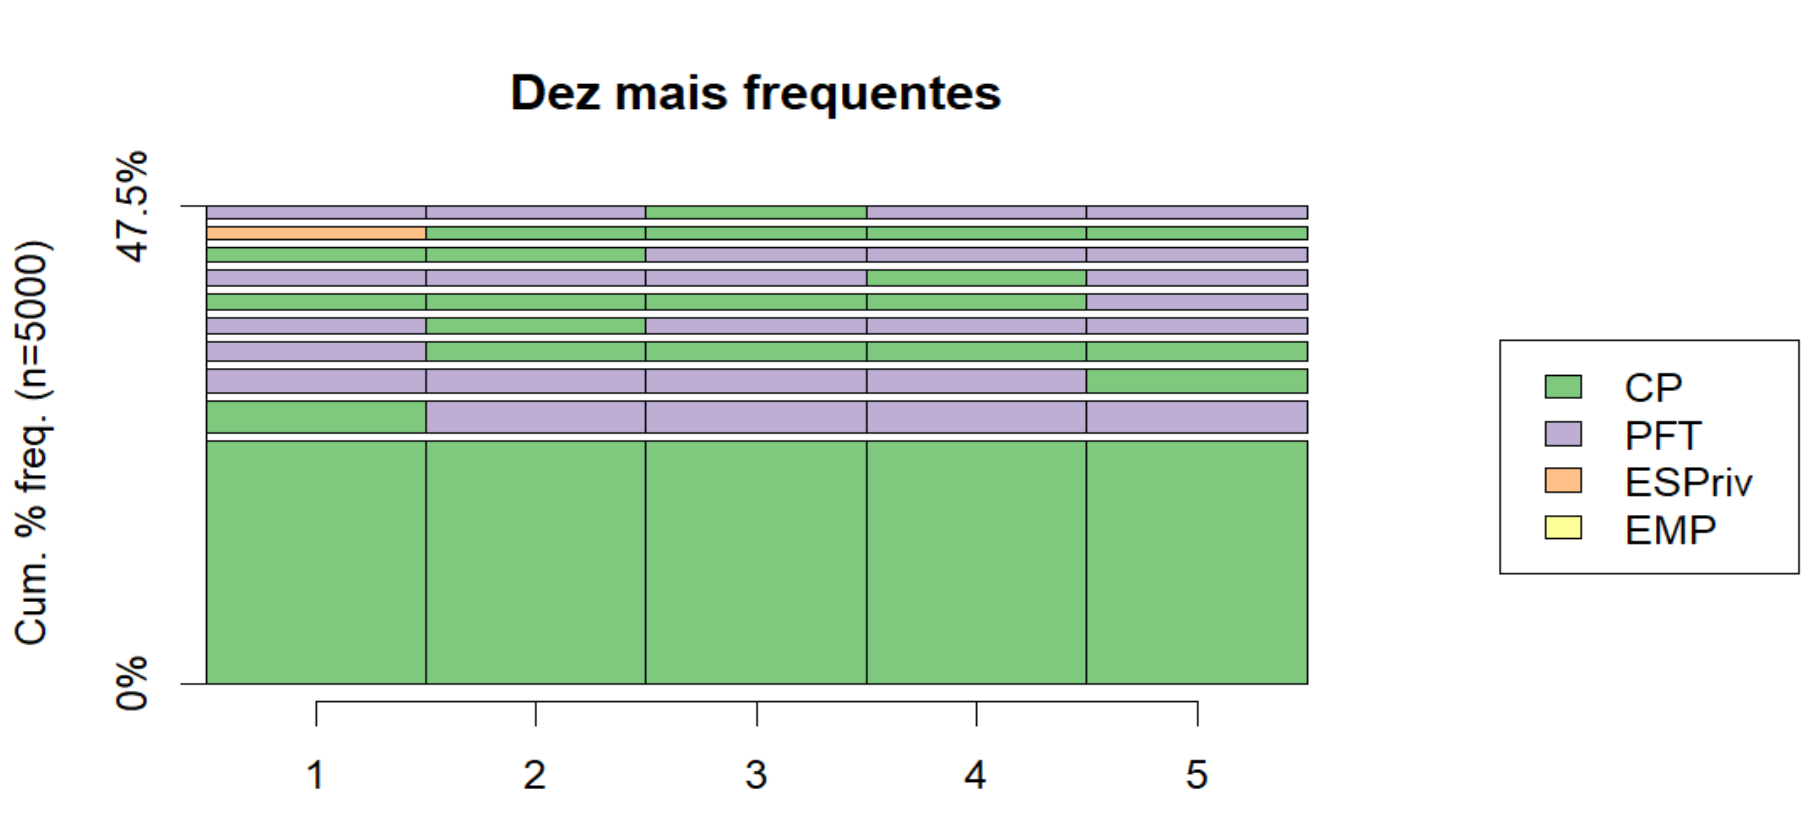 Dez mais frequentes
Cum. % freq. (n=5000)
47.5%
0%
1 2 3 4 5
CP
PFT
ESPriv
EMP